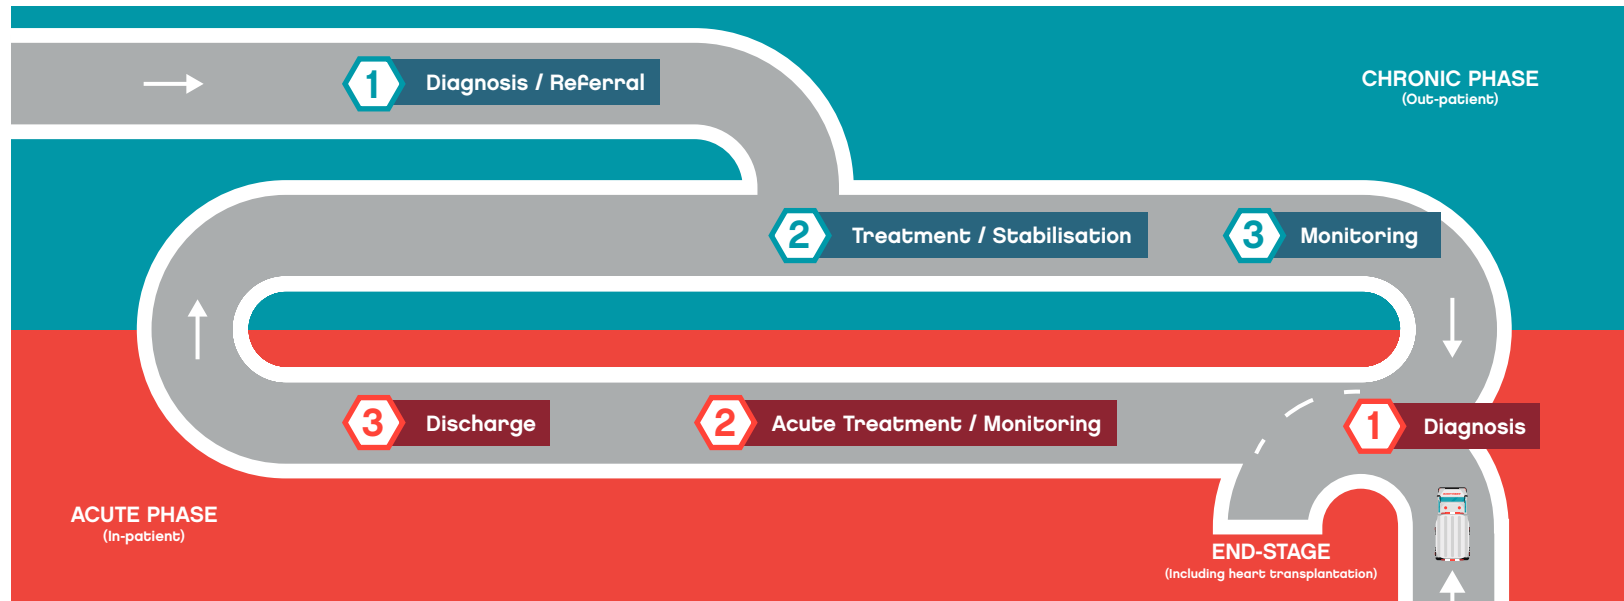 1 Diagnosis / Referral
CHRONIC PHASE
(Out-patient)
2 Treatment / Stabilisation
3 Monitoring
3 Discharge
2 Acute Treatment / Monitoring
1 Diagnosis
ACUTE PHASE
(In-patient)
END-STAGE
(Including heart transplantation)